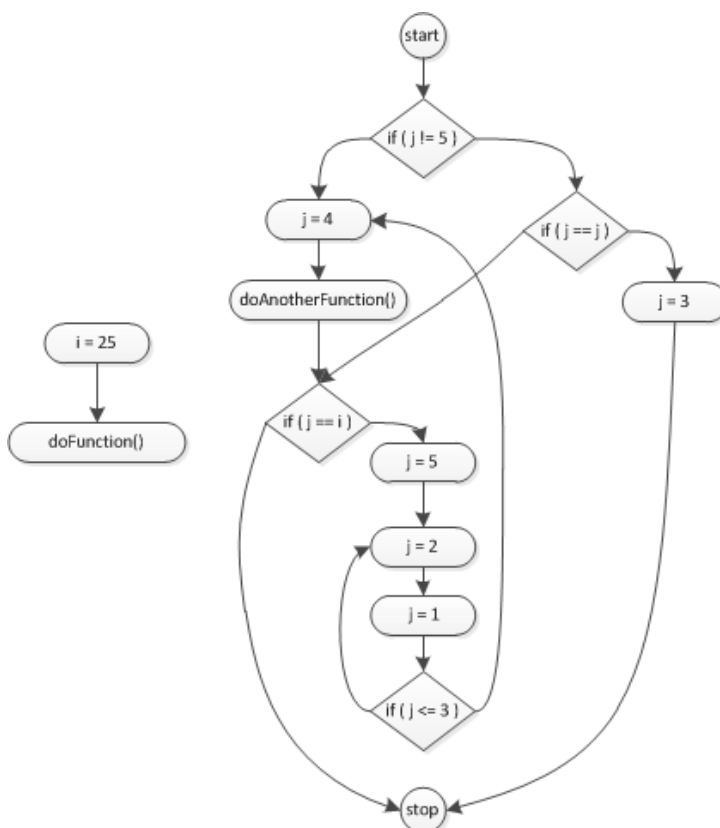 start
if ( j != 5 )
j = 4
if ( j == j )
doAnotherFunction()
j = 3
i = 25
if ( j == i )
doFunction()
j = 5
j = 2
j = 1
if ( j <= 3 )
stop